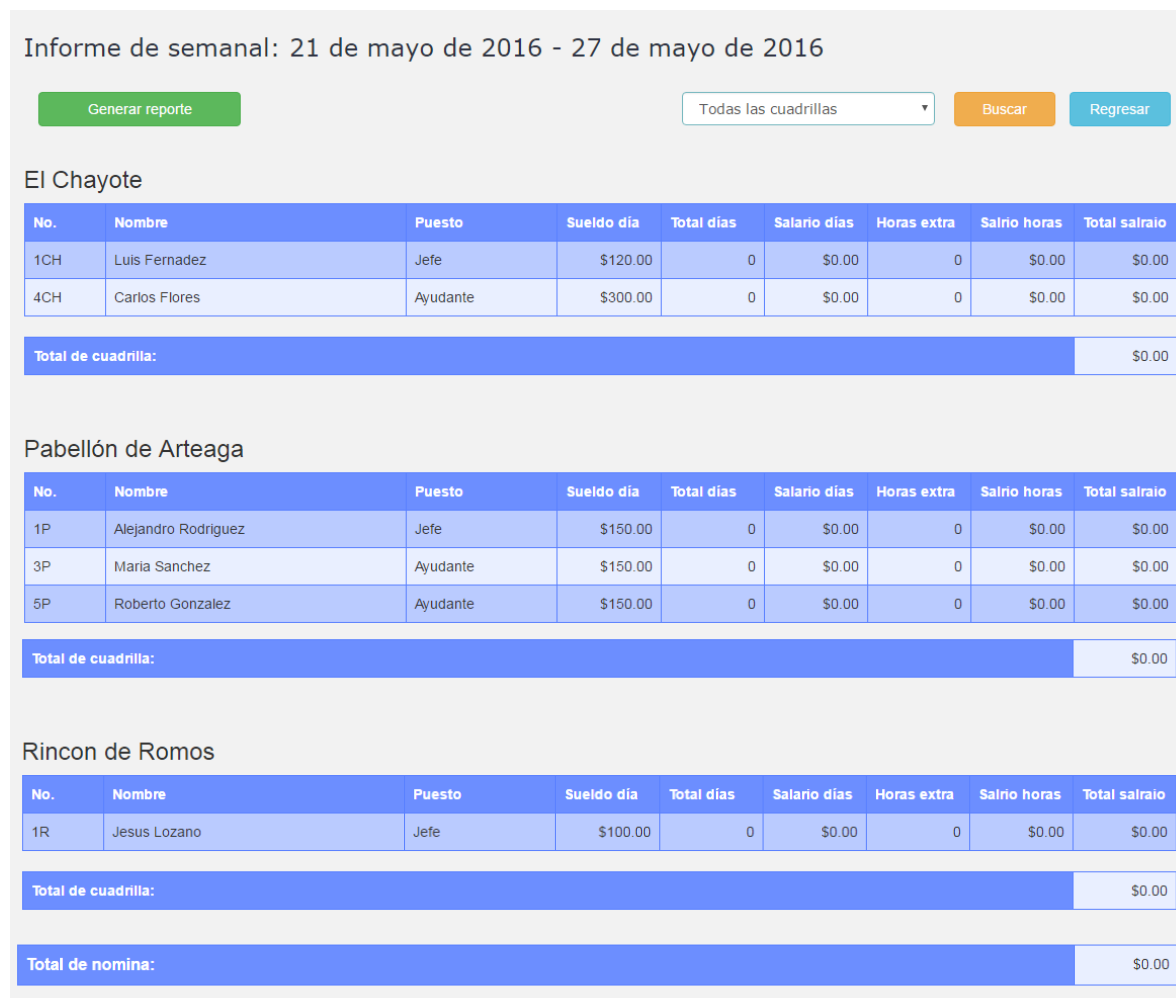 Informe de semanal: 21 de mayo de 2016 - 27 de mayo de 2016
Generar reporte Todas las cuadrillas Buscar Regresar
El Chayote
No. Nombre Puesto Sueldo día Total días Salario días Horas extra Salrio horas Total salraio
1CH Luis Fernadez Jefe $120.00 0 $0.00 0 $0.00 $0.00
4CH Carlos Flores Ayudante $300.00 0 $0.00 0 $0.00 $0.00
Total de cuadrilla: $0.00
Pabellón de Arteaga
No. Nombre Puesto Sueldo día Total días Salario días Horas extra Salrio horas Total salraio
1P Alejandro Rodriguez Jefe $150.00 0 $0.00 0 $0.00 $0.00
3P Maria Sanchez Ayudante $150.00 0 $0.00 0 $0.00 $0.00
5P Roberto Gonzalez Ayudante $150.00 0 $0.00 0 $0.00 $0.00
Total de cuadrilla: $0.00
Rincon de Romos
No. Nombre Puesto Sueldo día Total días Salario días Horas extra Salrio horas Total salraio
1R Jesus Lozano Jefe $100.00 0 $0.00 0 $0.00 $0.00
Total de cuadrilla: $0.00
Total de nomina: $0.00